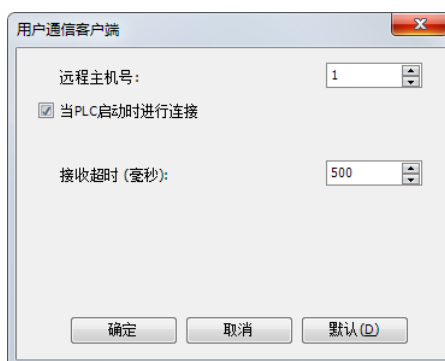 用户通信客户端
远程主机号: 1
当PLC启动时进行连接
接收超时 (毫秒): 500
确定 取消 默认(D)